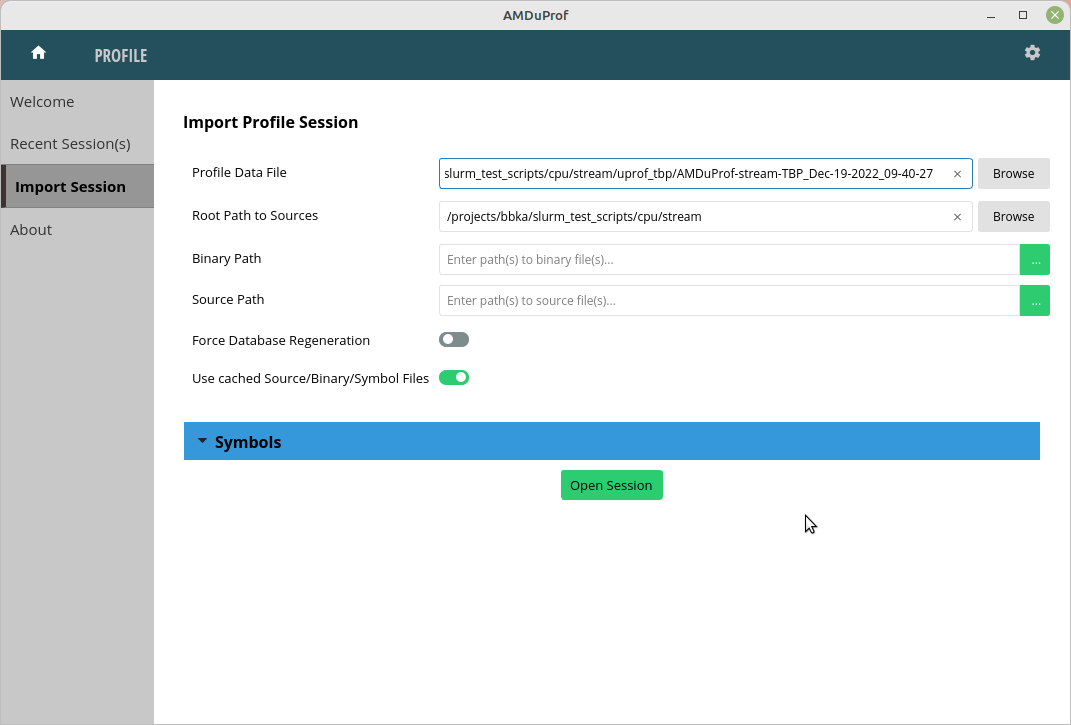 AMDuProf
PROFILE
Welcome
Recent Session(s)
Import Session
About
Import Profile Session
Profile Data File
slurm_test_scripts/cpu/stream/uprof_tbp/AMDuProf-stream-TBP_Dec-19-2022_09-40-27
Browse
Root Path to Sources
/projects/bbka/slurm_test_scripts/cpu/stream
Browse
Binary Path
Enter path(s) to binary file(s)...
...
Source Path
Enter path(s) to source file(s)...
...
Force Database Regeneration
Use cached Source/Binary/Symbol Files
Symbols
Open Session